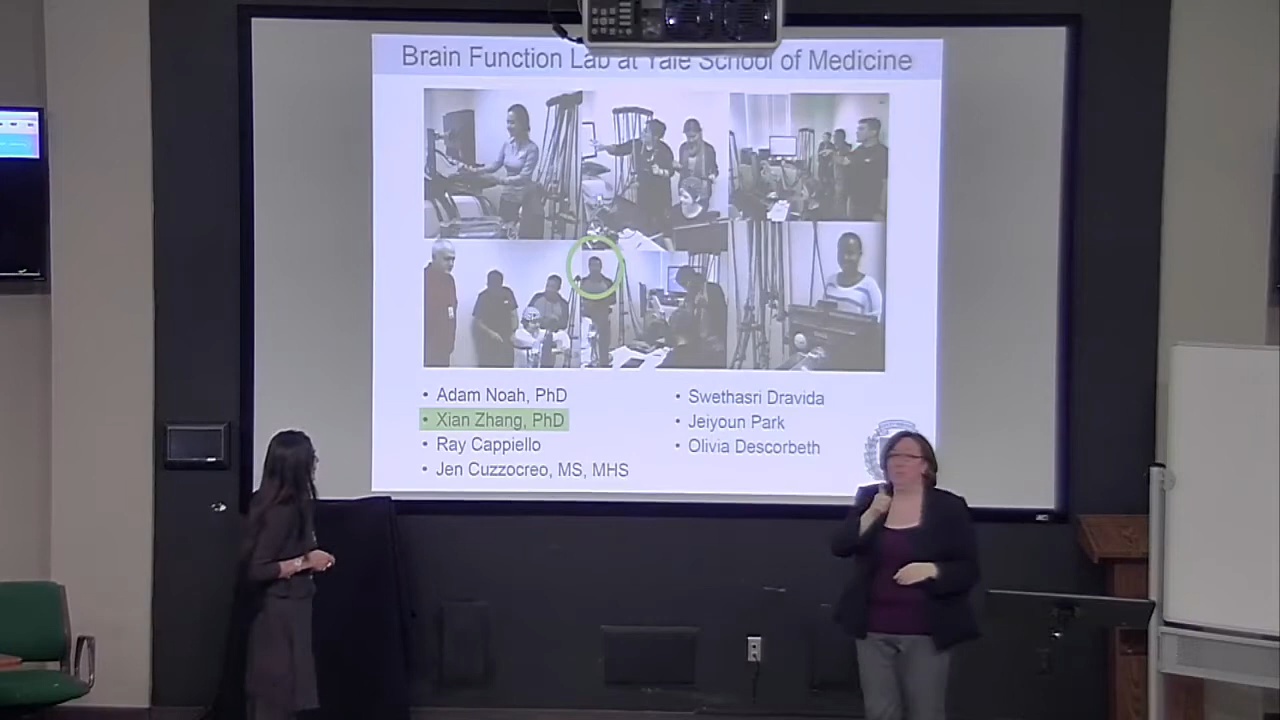 Brain Function Lab at Yale School of Medicine
• Adam Noah, PhD
• Xian Zhang, PhD
• Ray Cappiello
• Jen Cuzzocreo, MS, MHS
• Swethasri Dravida
• Jeiyoun Park
• Olivia Descorbeth